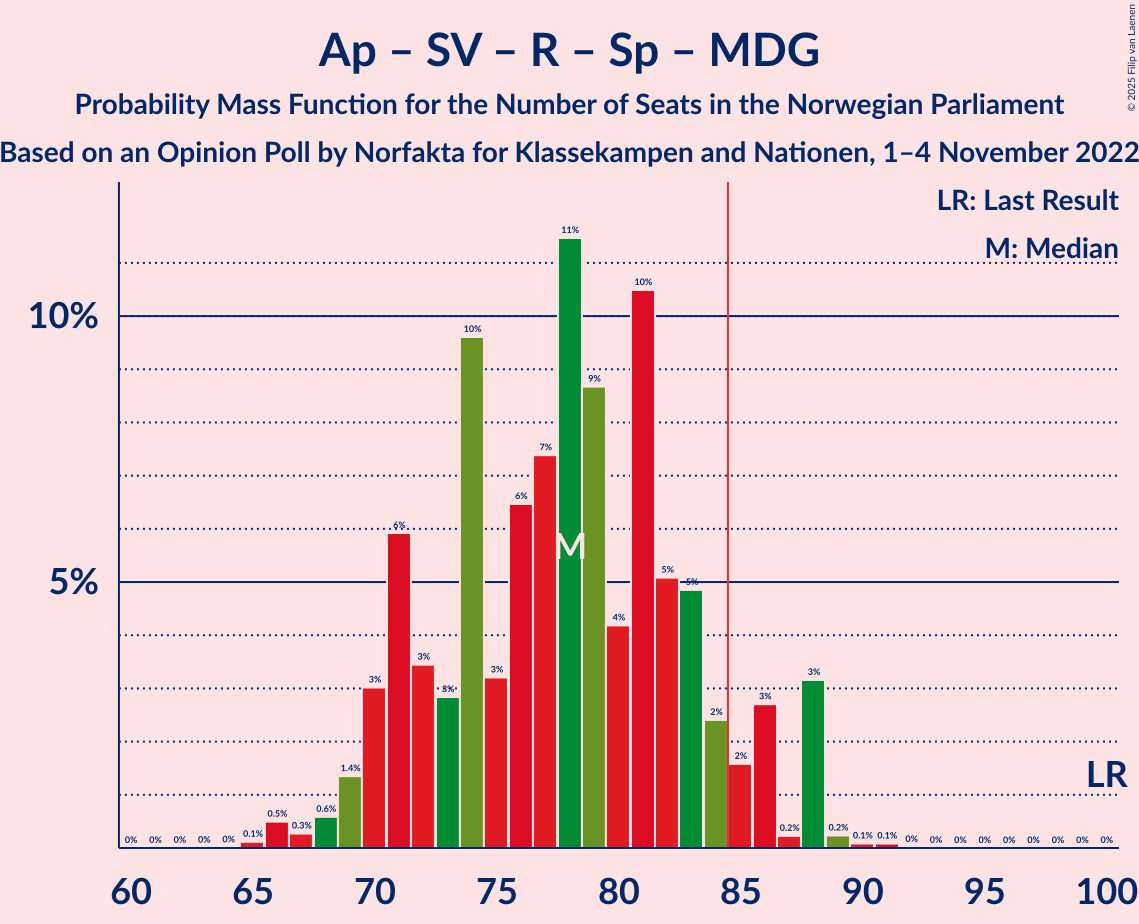 Ap – SV – R – Sp – MDG
Probability Mass Function for the Number of Seats in the Norwegian Parliament
Based on an Opinion Poll by Norfakta for Klassekampen and Nationen, 1–4 November 2022
© 2025 Filip van Laenen
LR: Last Result
M: Median
10%
5%
0% 0% 0% 0% 0% 0.1% 0.5% 0.3% 0.6% 1.4% 3% 6% 3% 3% 10% 3% 6% 7% 11% 9% 4% 10% 5% 5% 2% 2% 3% 0.2% 3% 0.2% 0.1% 0.1% 0% 0% 0% 0% 0% 0% 0% 0% 0%
M
LR
60 65 70 75 80 85 90 95 100